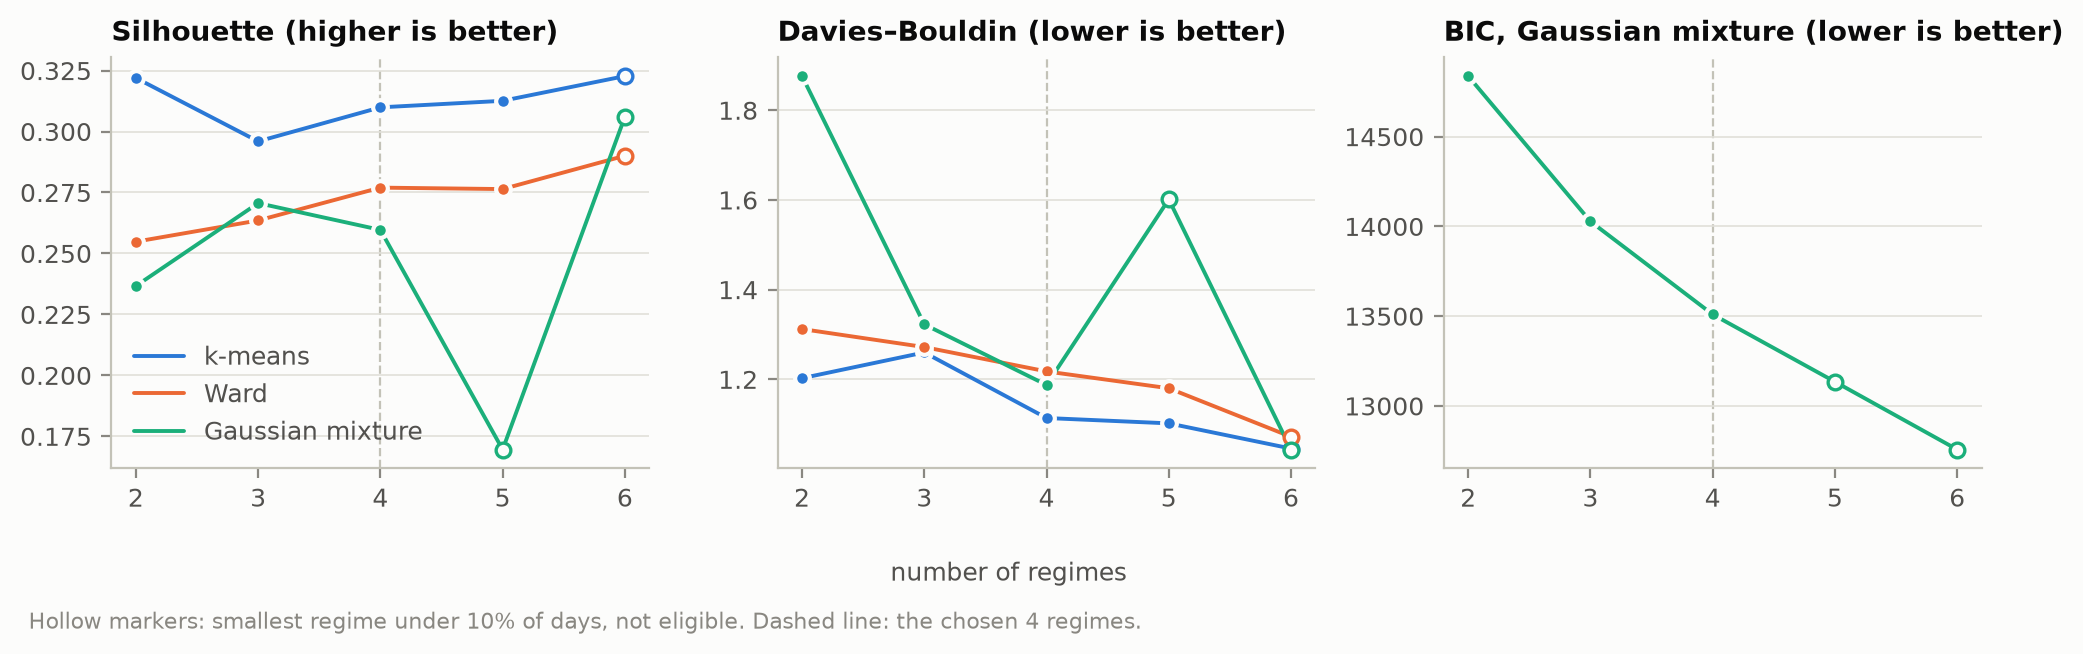 Silhouette (higher is better)
0.325
0.300
0.275
0.250
0.225
0.200
0.175
k-means
Ward
Gaussian mixture
2 3 4 5 6
Davies–Bouldin (lower is better)
1.8
1.6
1.4
1.2
2 3 4 5 6
BIC, Gaussian mixture (lower is better)
14500
14000
13500
13000
2 3 4 5 6
number of regimes
Hollow markers: smallest regime under 10% of days, not eligible. Dashed line: the chosen 4 regimes.